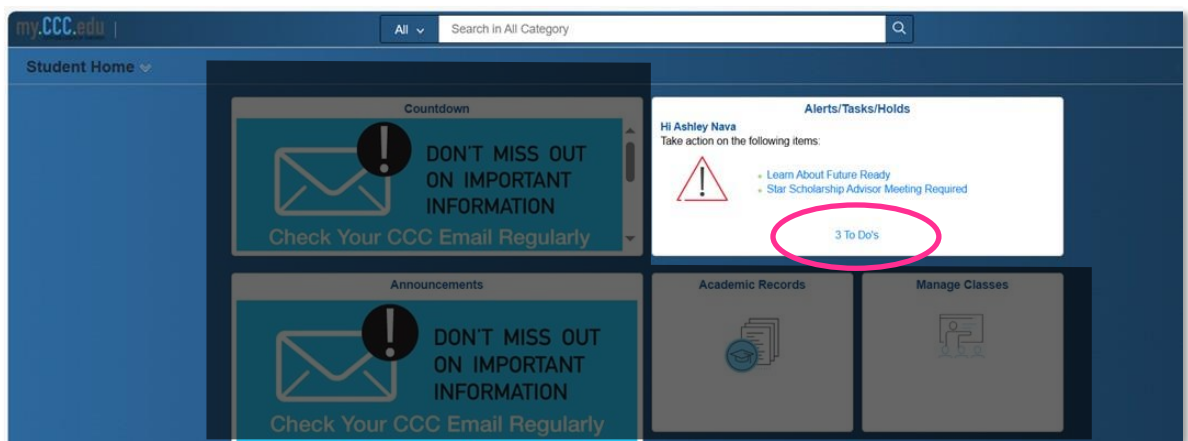 my.CCC.edu
All
Search in All Category
Student Home
Countdown
DON'T MISS OUT
ON IMPORTANT
INFORMATION
Check Your CCC Email Regularly
Alerts/Tasks/Holds
Hi Ashley Nava
Take action on the following items:
Learn About Future Ready
Star Scholarship Advisor Meeting Required
3 To Do's
Announcements
DON'T MISS OUT
ON IMPORTANT
INFORMATION
Check Your CCC Email Regularly
Academic Records
Manage Classes